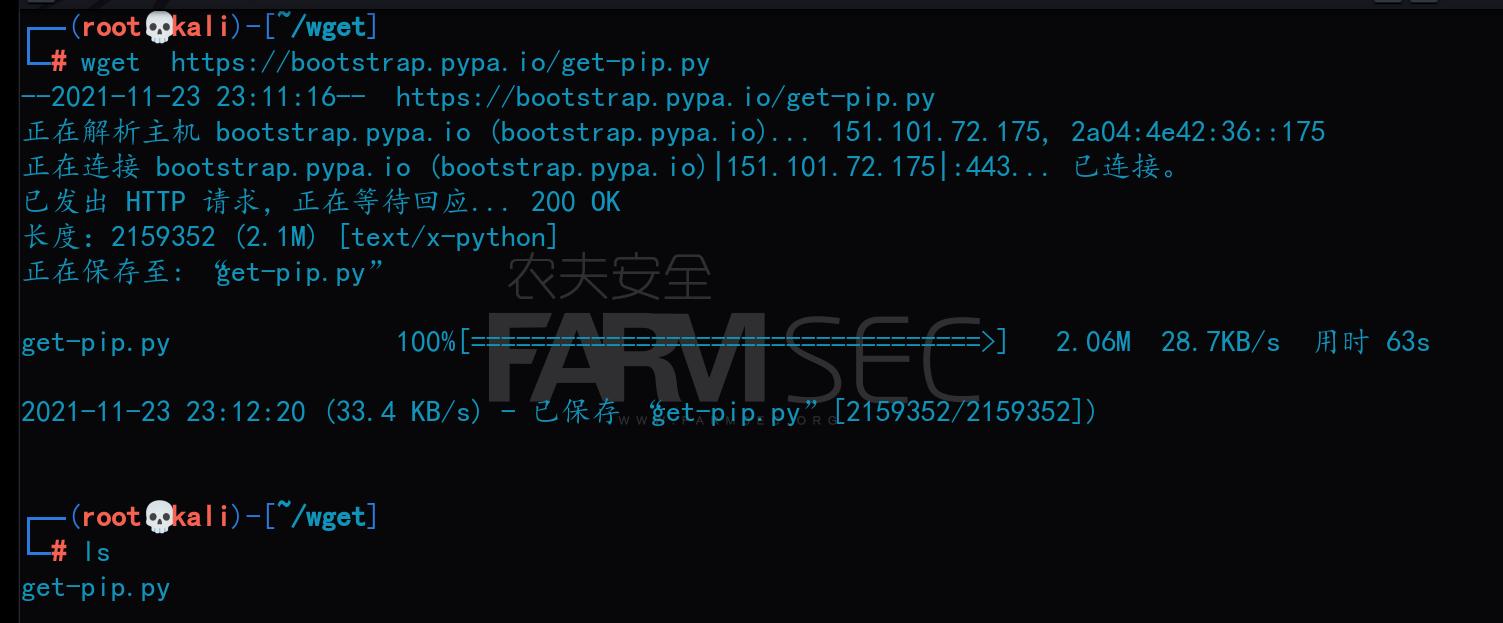 ┌──(root💀kali)-[~/wget]
└─# wget  https://bootstrap.pypa.io/get-pip.py
--2021-11-23 23:11:16--  https://bootstrap.pypa.io/get-pip.py
正在解析主机 bootstrap.pypa.io (bootstrap.pypa.io)... 151.101.72.175, 2a04:4e42:36::175
正在连接 bootstrap.pypa.io (bootstrap.pypa.io)|151.101.72.175|:443... 已连接。
已发出 HTTP 请求，正在等待回应... 200 OK
长度：2159352 (2.1M) [text/x-python]
正在保存至: “get-pip.py”
农夫安全
FARMSEC
get-pip.py 100%[==================================>] 2.06M 28.7KB/s 用时 63s
2021-11-23 23:12:20 (33.4 KB/s) - 已保存 “get-pip.py” [2159352/2159352])
WWW.FARMSEC.ORG
┌──(root💀kali)-[~/wget]
└─# ls
get-pip.py